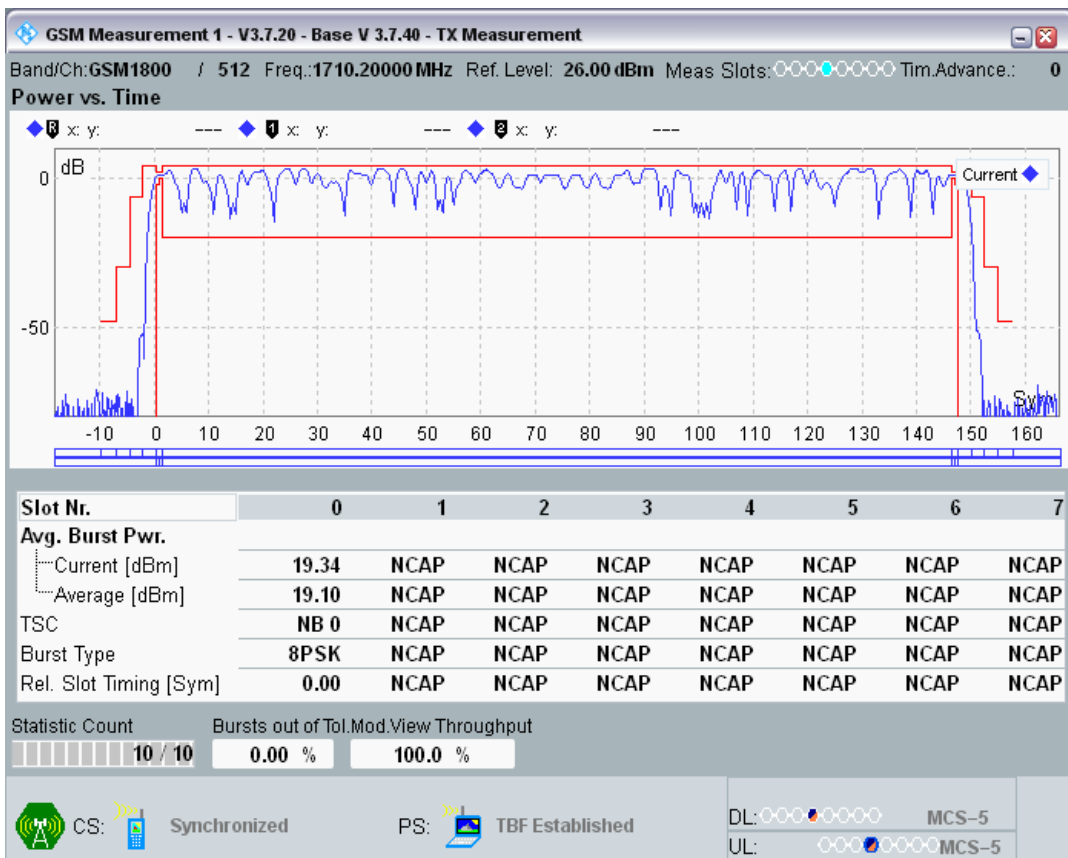 GSM Measurement 1 - V3.7.20 - Base V 3.7.40 - TX Measurement
Band/Ch:GSM1800 / 512 Freq.:1710.20000 MHz Ref. Level: 26.00 dBm Meas Slots: Tim.Advance.: 0
Power vs. Time
R x: y: --- 1 x: y: --- 2 x: y: ---
dB
0
Current
-50
Sym
-10 0 10 20 30 40 50 60 70 80 90 100 110 120 130 140 150 160
Slot Nr. 0 1 2 3 4 5 6 7
Avg. Burst Pwr.
Current [dBm] 19.34 NCAP NCAP NCAP NCAP NCAP NCAP NCAP
Average [dBm] 19.10 NCAP NCAP NCAP NCAP NCAP NCAP NCAP
TSC NB 0 NCAP NCAP NCAP NCAP NCAP NCAP NCAP
Burst Type 8PSK NCAP NCAP NCAP NCAP NCAP NCAP NCAP
Rel. Slot Timing [Sym] 0.00 NCAP NCAP NCAP NCAP NCAP NCAP NCAP
Statistic Count Bursts out of Tol.Mod.View Throughput
10 / 10 0.00 % 100.0 %
CS: Synchronized PS: TBF Established DL: MCS-5
UL: MCS-5